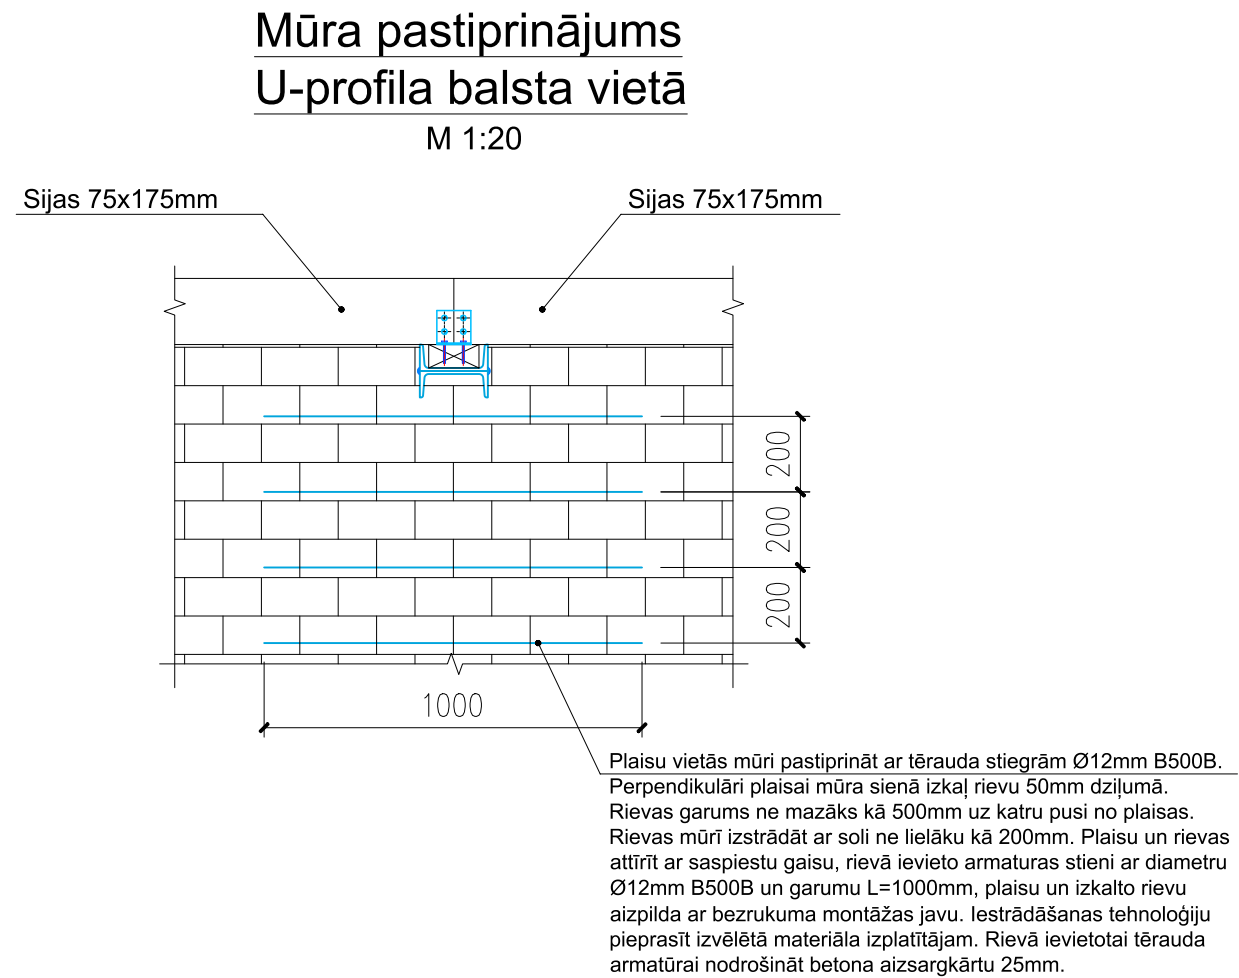 Mūra pastiprinājums
U-profila balsta vietā
M 1:20
Sijas 75x175mm
Sijas 75x175mm
200
200
200
1000
Plaisu vietās mūri pastiprināt ar tērauda stiegrām Ø12mm B500B.
Perpendikulāri plaisai mūra sienā izkaļ rievu 50mm dziļumā.
Rievas garums ne mazāks kā 500mm uz katru pusi no plaisas.
Rievas mūrī izstrādāt ar soli ne lielāku kā 200mm. Plaisu un rievas
attīrīt ar saspiestu gaisu, rievā ievieto armaturas stieni ar diametru
Ø12mm B500B un garumu L=1000mm, plaisu un izkalto rievu
aizpilda ar bezrukuma montāžas javu. Iestrādāšanas tehnoloģiju
pieprasīt izvēlētā materiāla izplatītājam. Rievā ievietotai tērauda
armatūrai nodrošināt betona aizsargkārtu 25mm.